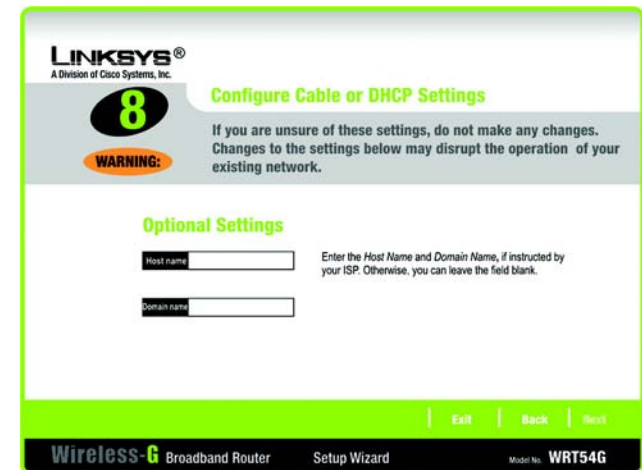 LINKSYS®
A Division of Cisco Systems, Inc.
8
Configure Cable or DHCP Settings
WARNING:
If you are unsure of these settings, do not make any changes.
Changes to the settings below may disrupt the operation of your
existing network.
Optional Settings
Host name
Enter the Host Name and Domain Name, if instructed by
your ISP. Otherwise, you can leave the field blank.
Domain name
Exit
Back
Next
Wireless-G Broadband Router
Setup Wizard
Model No. WRT54G